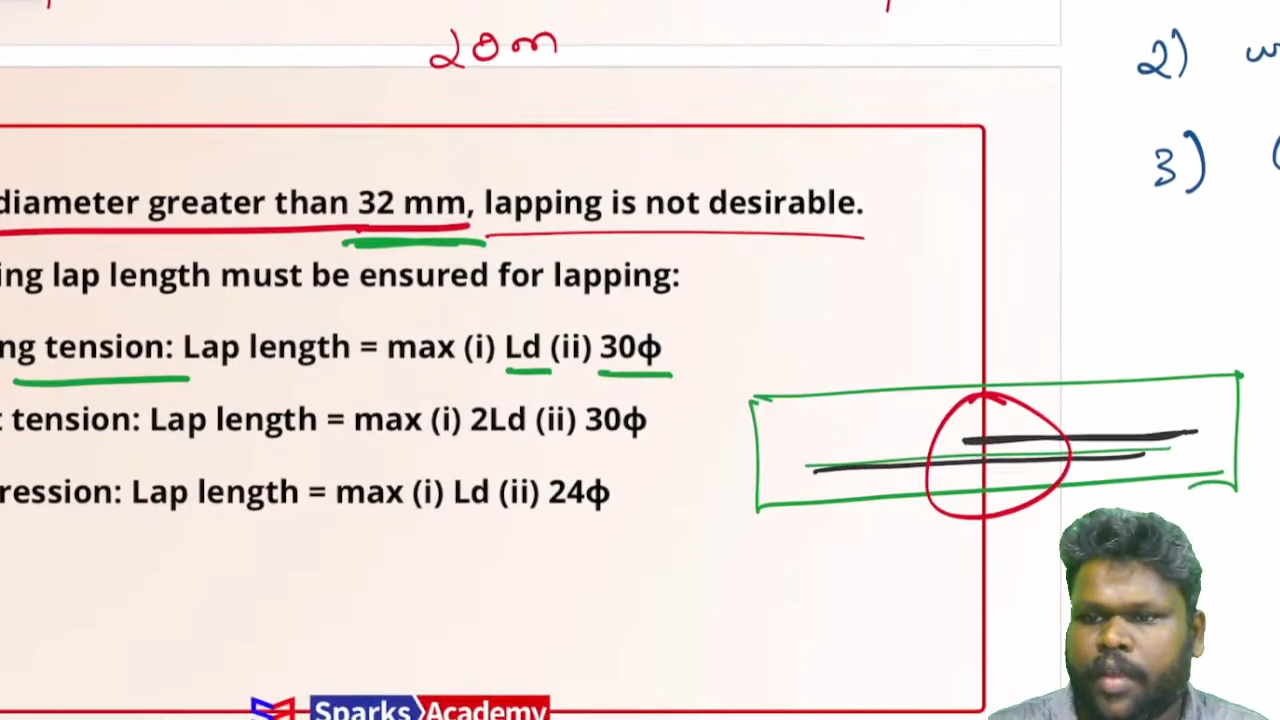 20m
2)
3)
diameter greater than 32 mm, lapping is not desirable.
ing lap length must be ensured for lapping:
ng tension: Lap length = max (i) Ld (ii) 30ϕ
tension: Lap length = max (i) 2Ld (ii) 30ϕ
ression: Lap length = max (i) Ld (ii) 24ϕ
Sparks Academy